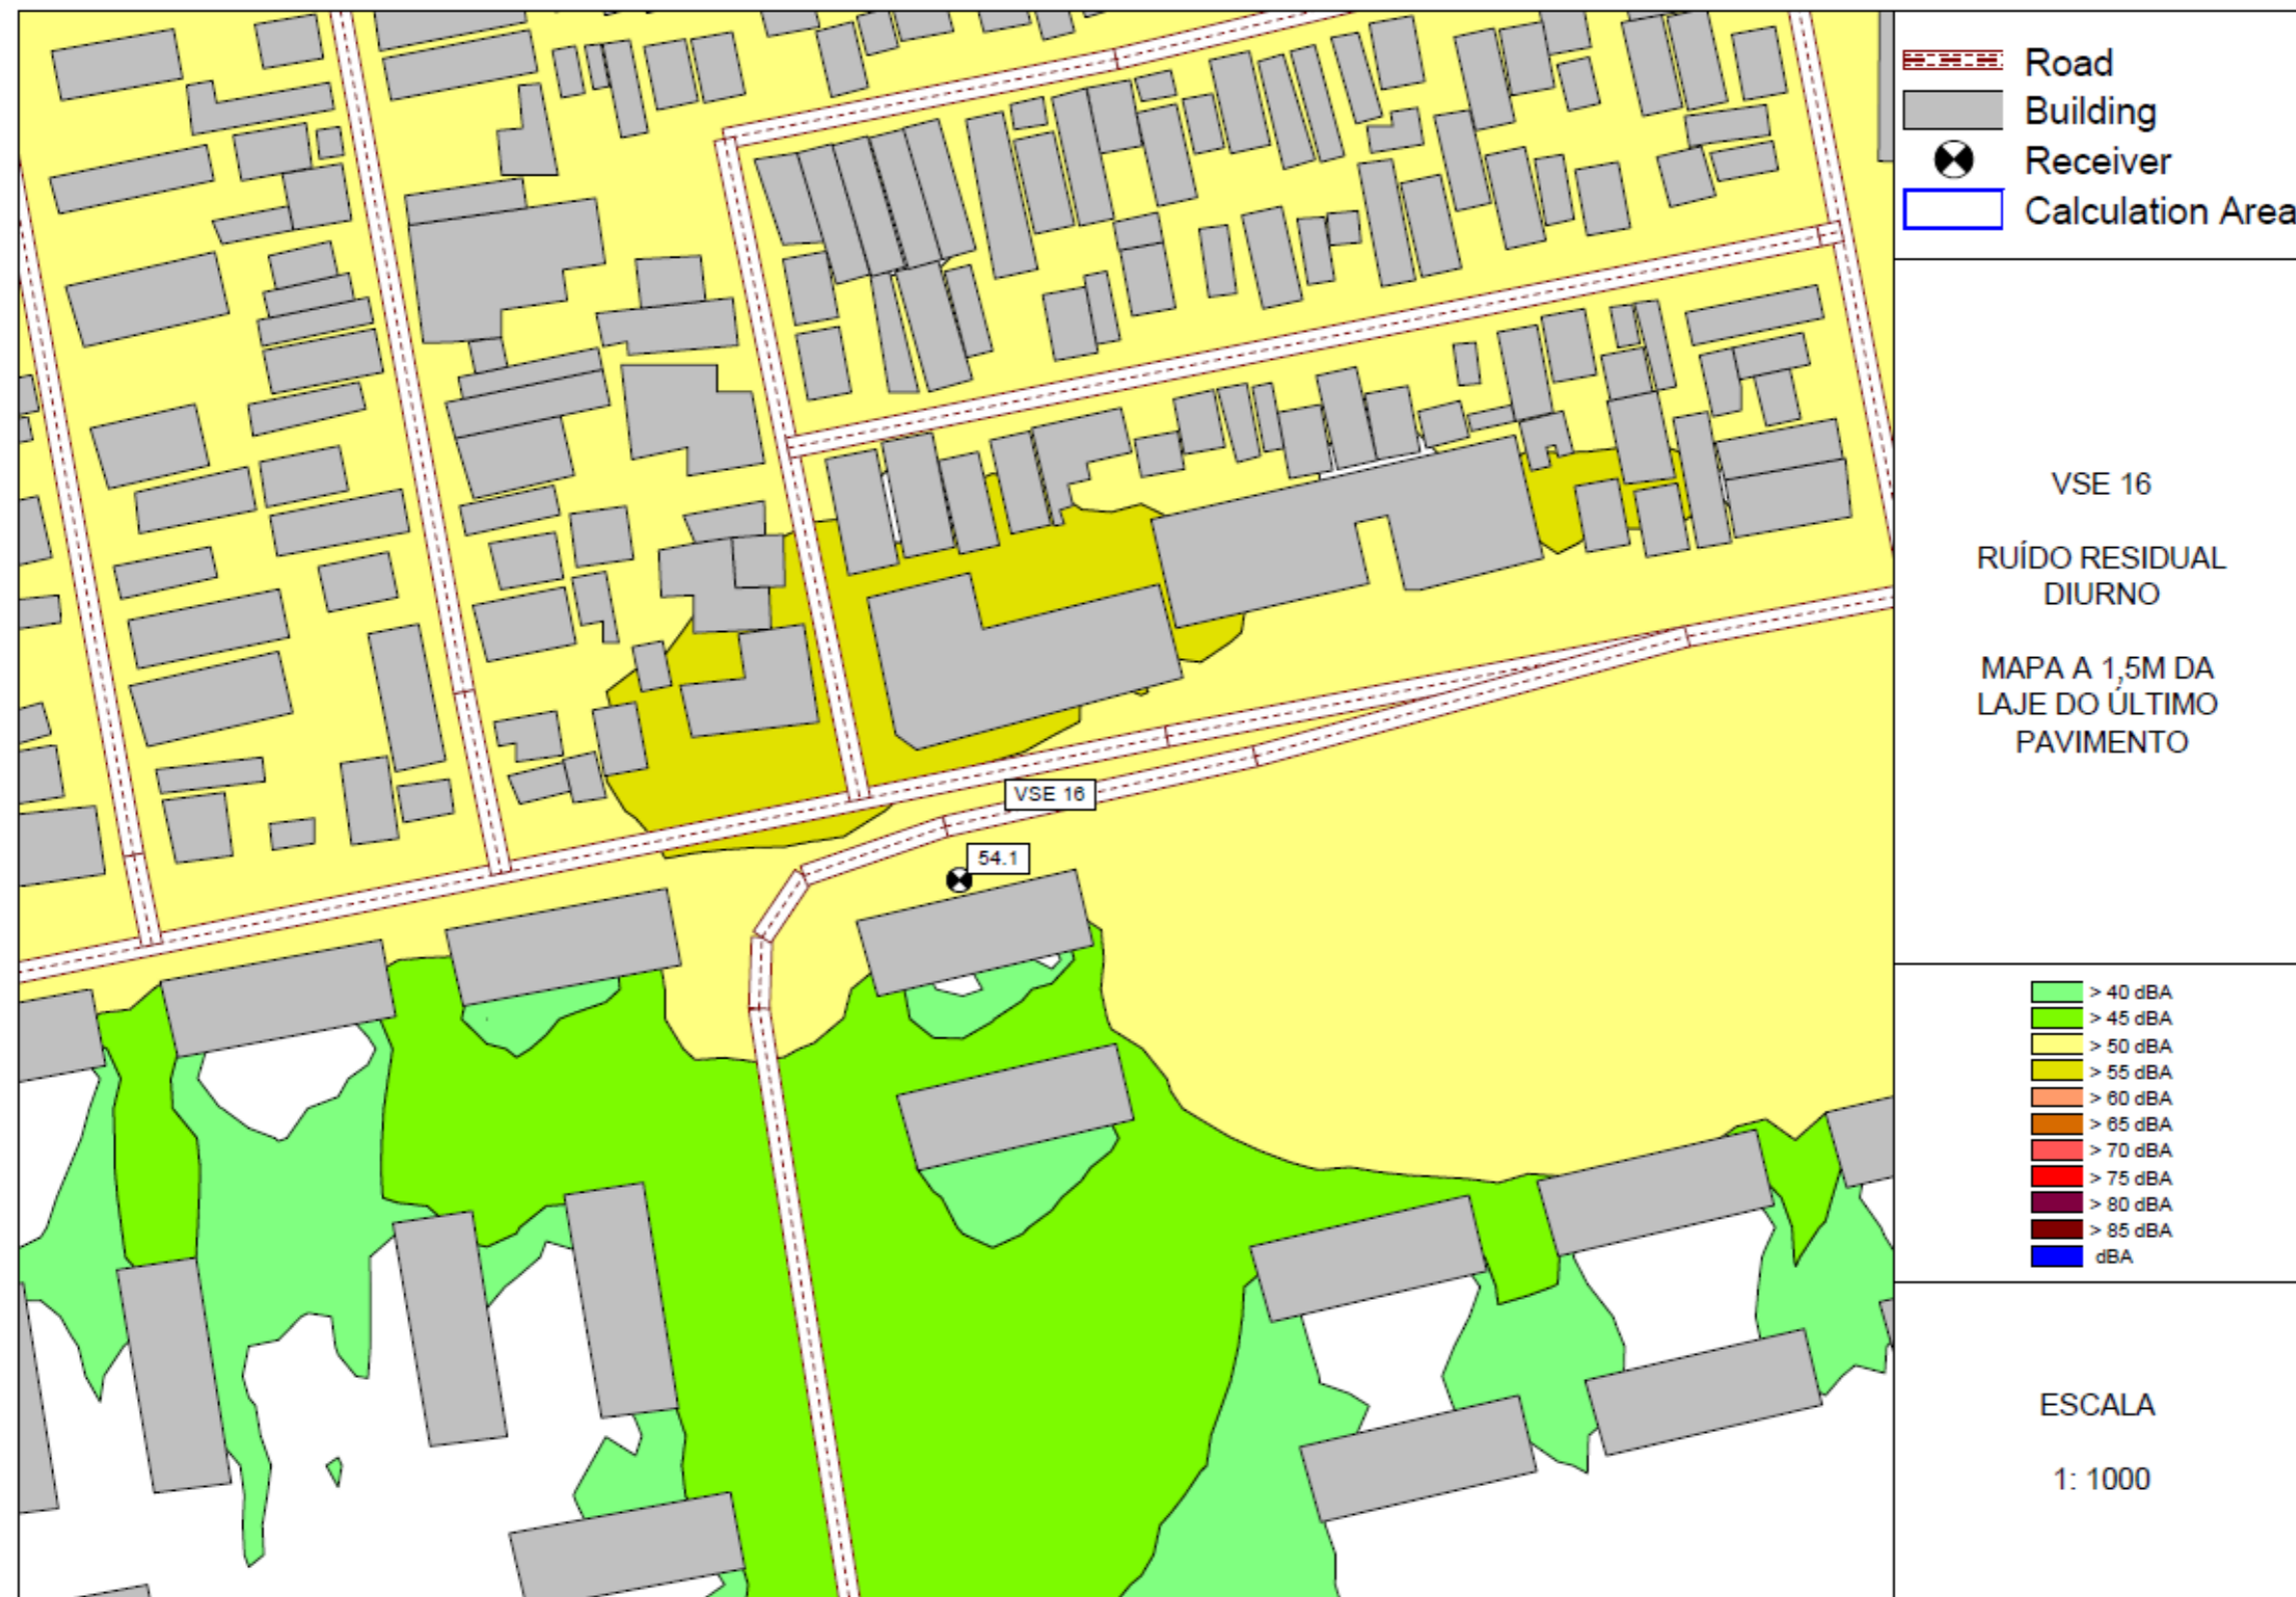 Road
Building
Receiver
Calculation Area
VSE 16
RUÍDO RESIDUAL
DIURNO
MAPA A 1,5M DA
LAJE DO ÚLTIMO
PAVIMENTO
VSE 16
54.1
> 40 dBA
> 45 dBA
> 50 dBA
> 55 dBA
> 60 dBA
> 65 dBA
> 70 dBA
> 75 dBA
> 80 dBA
> 85 dBA
dBA
ESCALA
1: 1000